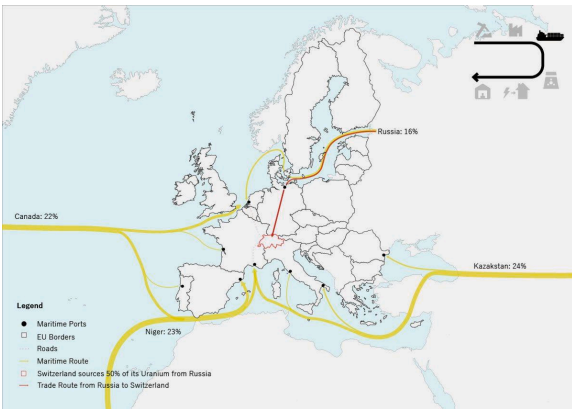 Russia: 16%
Canada: 22%
Kazakstan: 24%
Niger: 23%
Legend
Maritime Ports
EU Borders
Roads
Maritime Route
Switzerland sources 50% of its Uranium from Russia
Trade Route from Russia to Switzerland